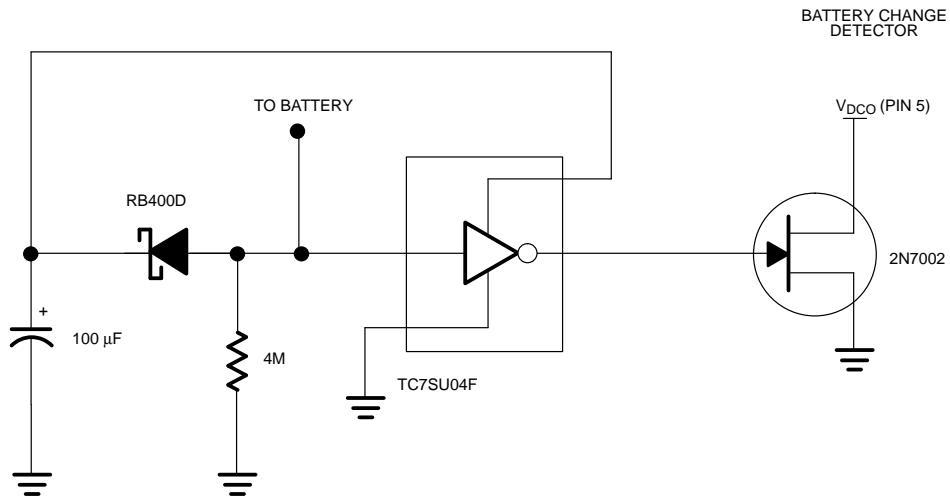 BATTERY CHANGE
DETECTOR
TO BATTERY
VDCO (PIN 5)
RB400D
2N7002
+
100 µF
4M
TC7SU04F